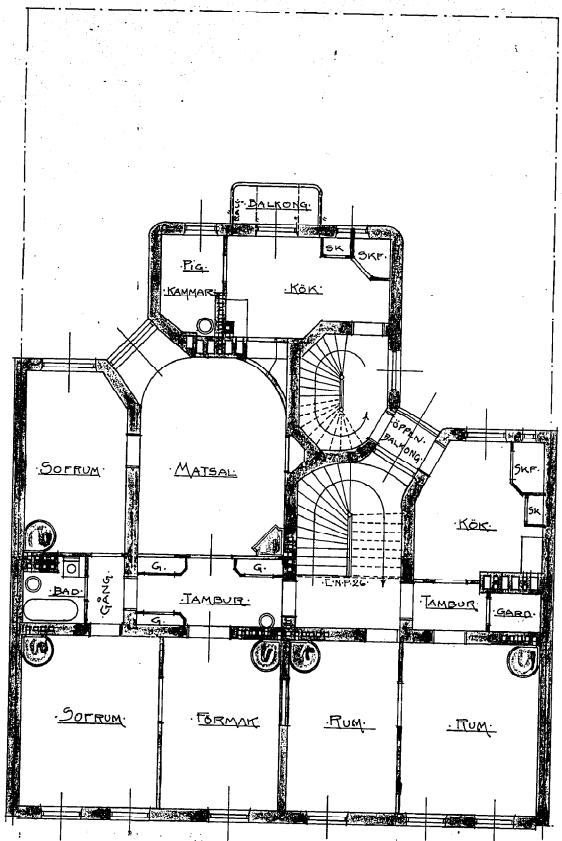 BALKONG.
SK
SKF.
PIG.
KAMMAR.
KÖK
ÖPPEN.
BALKONG.
SOFRUM
MATSAL
SKF.
SK
KÖK
G.
G.
BAD.
GÅNG.
TAMBUR.
TAMBUR
GARD.
G.
SOFRUM.
FÖRMAK
RUM.
RUM.